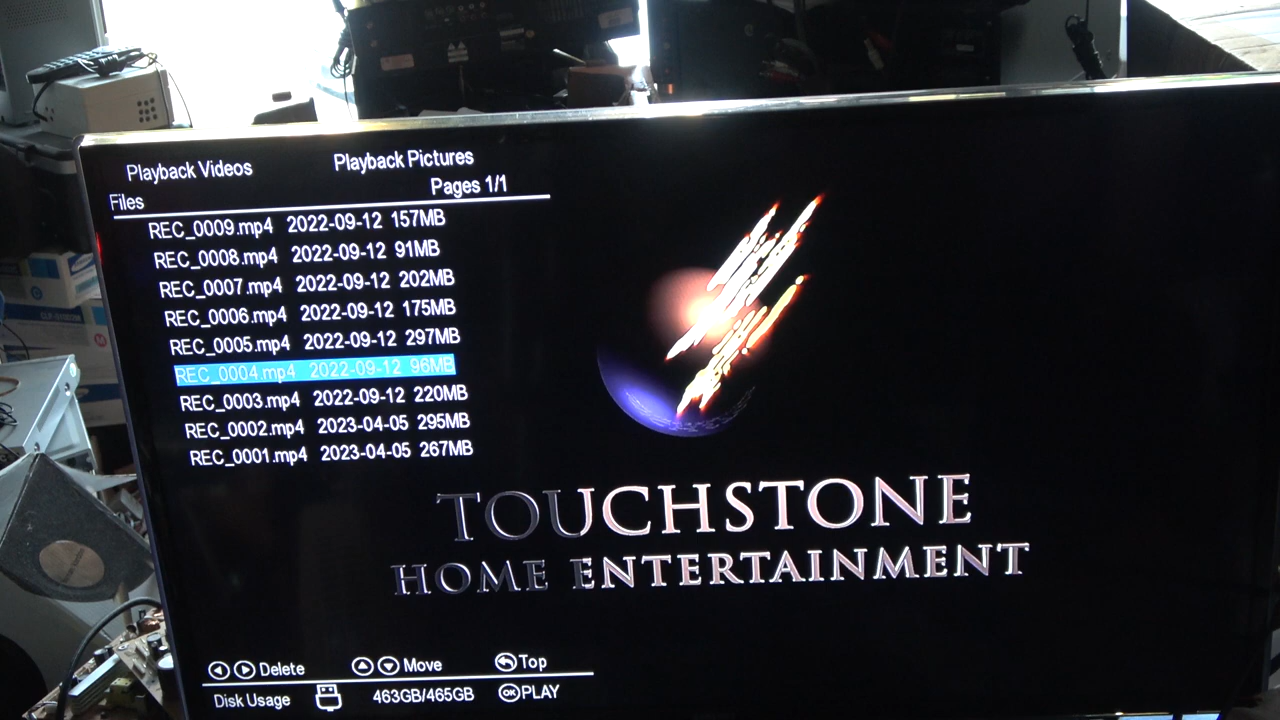 Playback Videos Playback Pictures
Files Pages 1/1
REC_0009.mp4 2022-09-12 157MB
REC_0008.mp4 2022-09-12 91MB
REC_0007.mp4 2022-09-12 202MB
REC_0006.mp4 2022-09-12 175MB
REC_0005.mp4 2022-09-12 297MB
REC_0004.mp4 2022-09-12 96MB
REC_0003.mp4 2022-09-12 220MB
REC_0002.mp4 2023-04-05 295MB
REC_0001.mp4 2023-04-05 267MB
TOUCHSTONE
HOME ENTERTAINMENT
Delete Move Top
Disk Usage 463GB/465GB OK PLAY